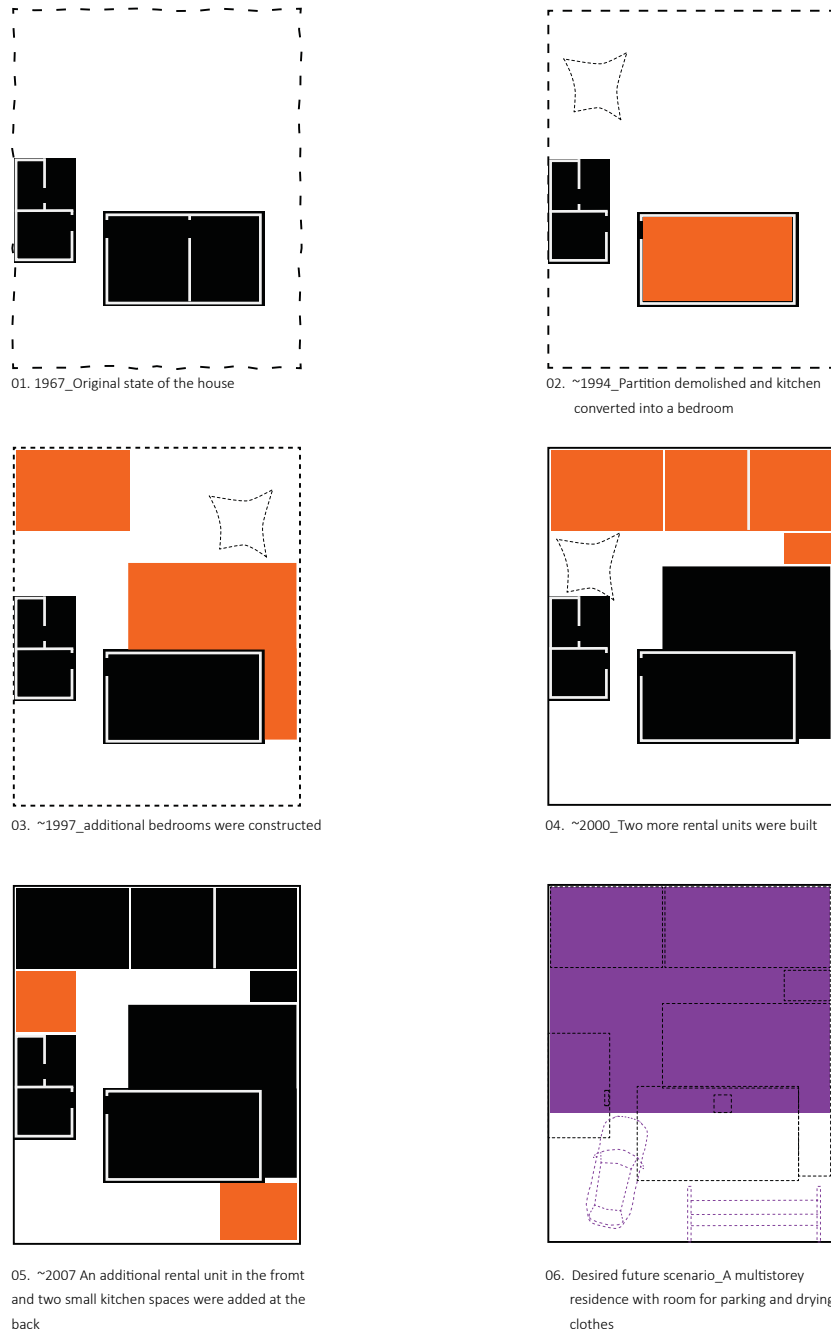 01. 1967_Original state of the house
02. ~1994_Partition demolished and kitchen
converted into a bedroom
03. ~1997_additional bedrooms were constructed
04. ~2000_Two more rental units were built
05. ~2007 An additional rental unit in the fromt
and two small kitchen spaces were added at the
back
06. Desired future scenario_A multistorey
residence with room for parking and drying
clothes